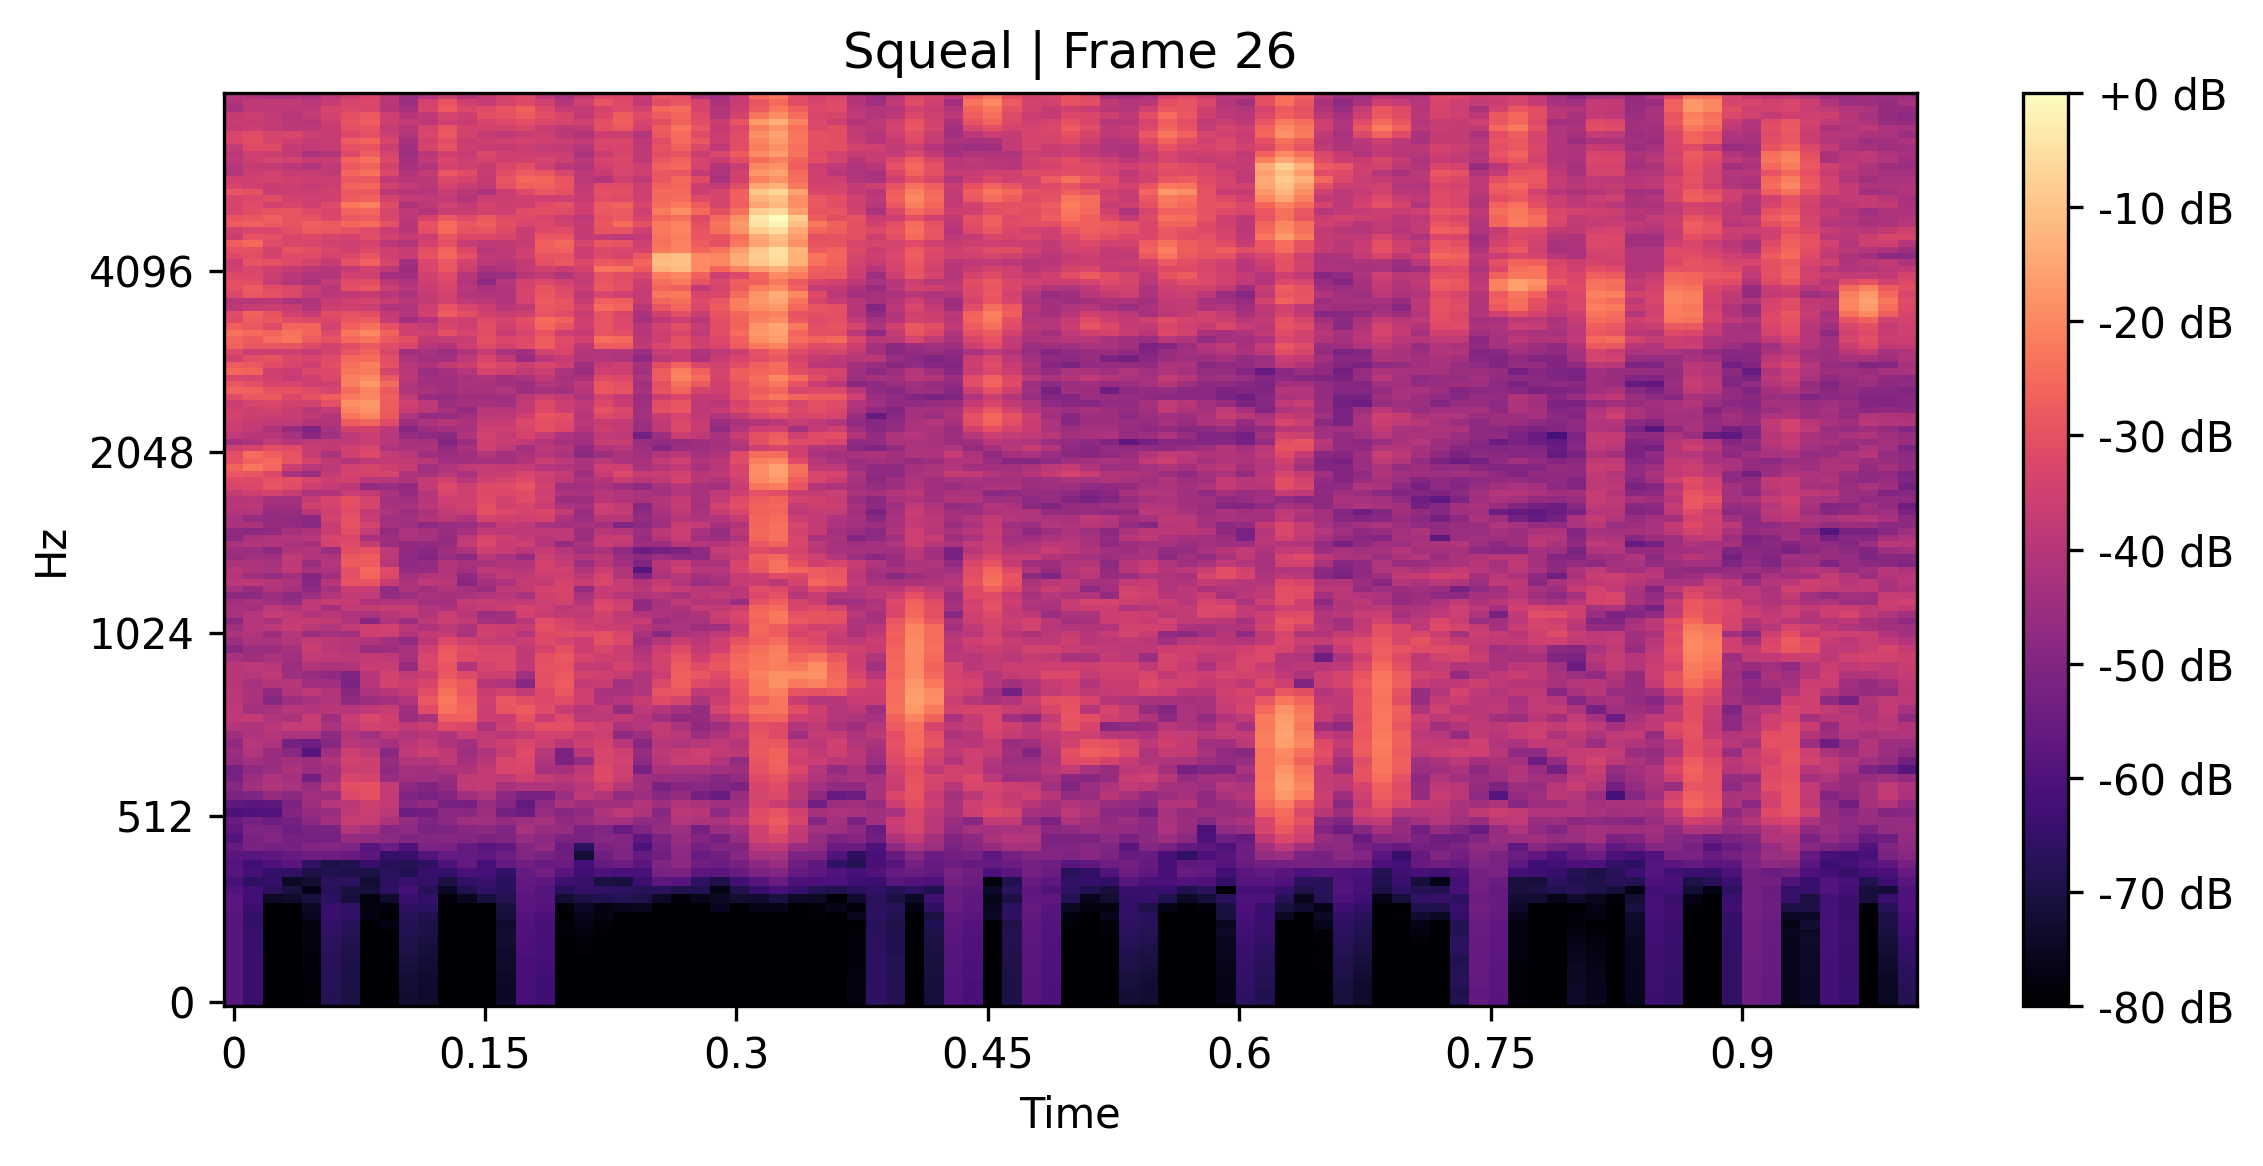 Squeal | Frame 26
+0 dB
-10 dB
-20 dB
-30 dB
-40 dB
-50 dB
-60 dB
-70 dB
-80 dB
Hz
4096
2048
1024
512
0
0 0.15 0.3 0.45 0.6 0.75 0.9
Time